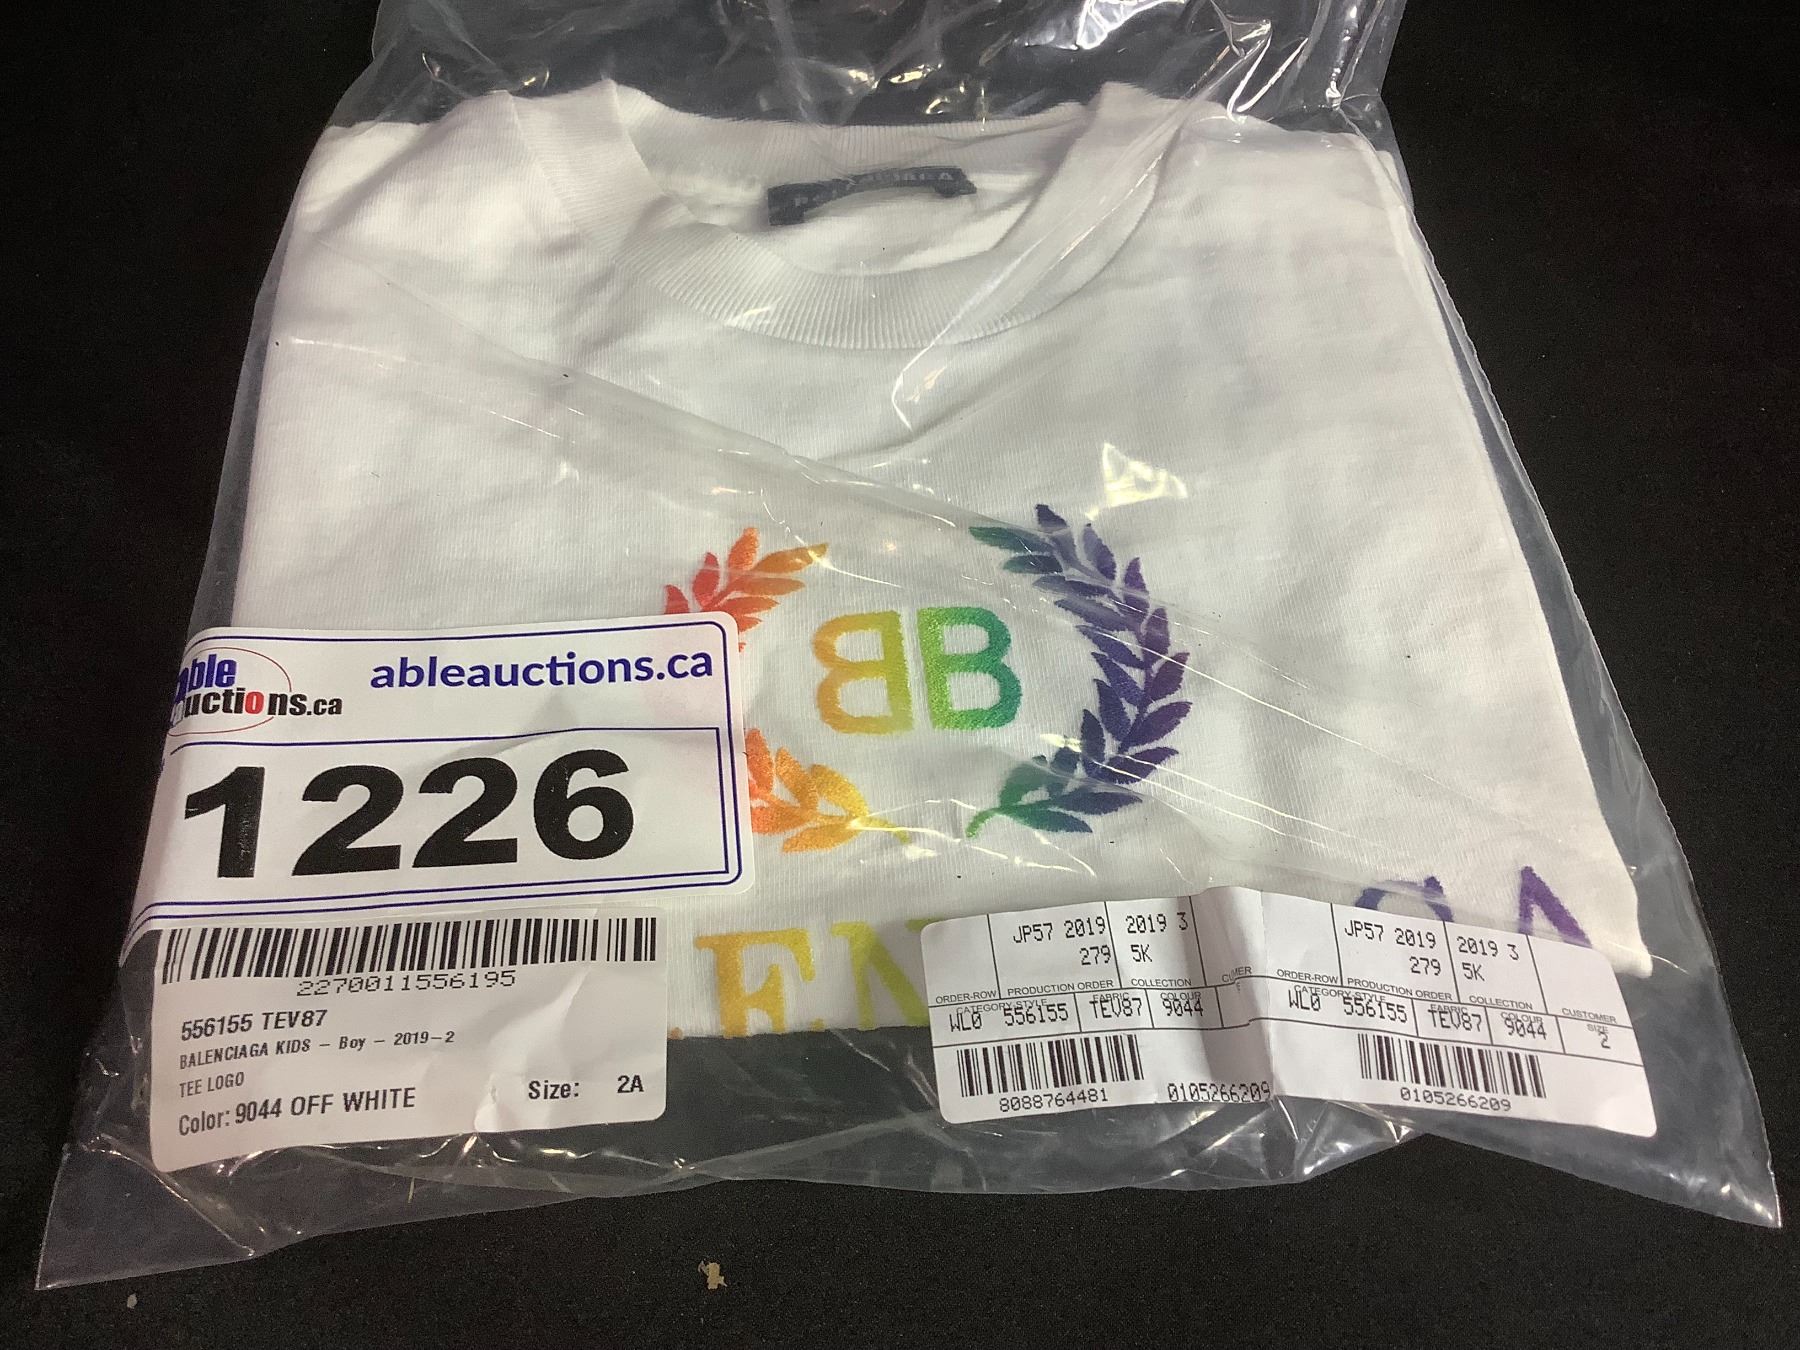 BB
able
auctions.ca
ableauctions.ca
1226
2270011556195
556155 TEV87
BALENCIAGA KIDS - Boy - 2019-2
TEE LOGO
Color: 9044 OFF WHITE
Size: 2A
EN
JP57 2019 2019 3
279 5K
ORDER-ROW PRODUCTION ORDER COLLECTION
CATEGORY-STYLE FABRIC COLOUR
WL0 556155 TEV87 9044
8088764481 0105266209
JP57 2019 2019 3
279 5K
ORDER-ROW PRODUCTION ORDER COLLECTION CUSTOMER
CATEGORY-STYLE FABRIC COLOUR SIZE
WL0 556155 TEV87 9044 2
0105266209